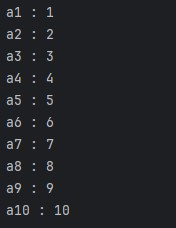 a1 : 1
a2 : 2
a3 : 3
a4 : 4
a5 : 5
a6 : 6
a7 : 7
a8 : 8
a9 : 9
a10 : 10